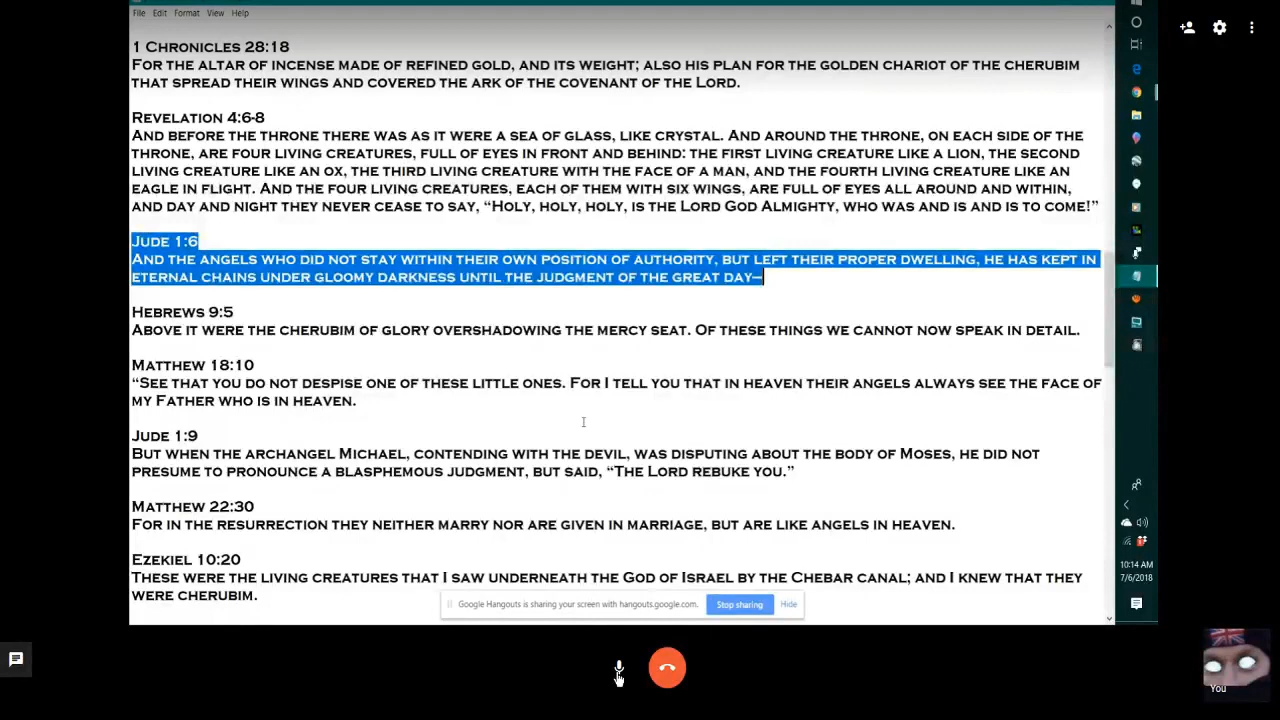 File Edit Format View Help
1 Chronicles 28:18
For the altar of incense made of refined gold, and its weight; also his plan for the golden chariot of the cherubim
that spread their wings and covered the ark of the covenant of the Lord.
Revelation 4:6-8
And before the throne there was as it were a sea of glass, like crystal. And around the throne, on each side of the
throne, are four living creatures, full of eyes in front and behind: the first living creature like a lion, the second
living creature like an ox, the third living creature with the face of a man, and the fourth living creature like an
eagle in flight. And the four living creatures, each of them with six wings, are full of eyes all around and within,
and day and night they never cease to say, “Holy, holy, holy, is the Lord God Almighty, who was and is and is to come!”
Jude 1:6
And the angels who did not stay within their own position of authority, but left their proper dwelling, he has kept in
eternal chains under gloomy darkness until the judgment of the great day—
Hebrews 9:5
Above it were the cherubim of glory overshadowing the mercy seat. Of these things we cannot now speak in detail.
Matthew 18:10
“See that you do not despise one of these little ones. For I tell you that in heaven their angels always see the face of
my Father who is in heaven.
Jude 1:9
But when the archangel Michael, contending with the devil, was disputing about the body of Moses, he did not
presume to pronounce a blasphemous judgment, but said, “The Lord rebuke you.”
Matthew 22:30
For in the resurrection they neither marry nor are given in marriage, but are like angels in heaven.
Ezekiel 10:20
These were the living creatures that I saw underneath the God of Israel by the Chebar canal; and I knew that they
were cherubim.
10:14 AM
7/6/2018
Google Hangouts is sharing your screen with hangouts.google.com. Stop sharing Hide
You